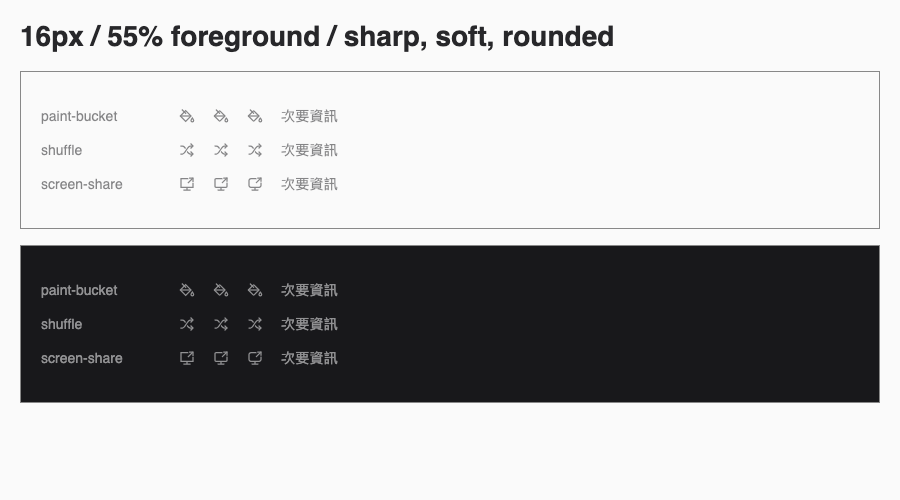 16px / 55% foreground / sharp, soft, rounded
paint-bucket 次要資訊
shuffle 次要資訊
screen-share 次要資訊
paint-bucket 次要資訊
shuffle 次要資訊
screen-share 次要資訊